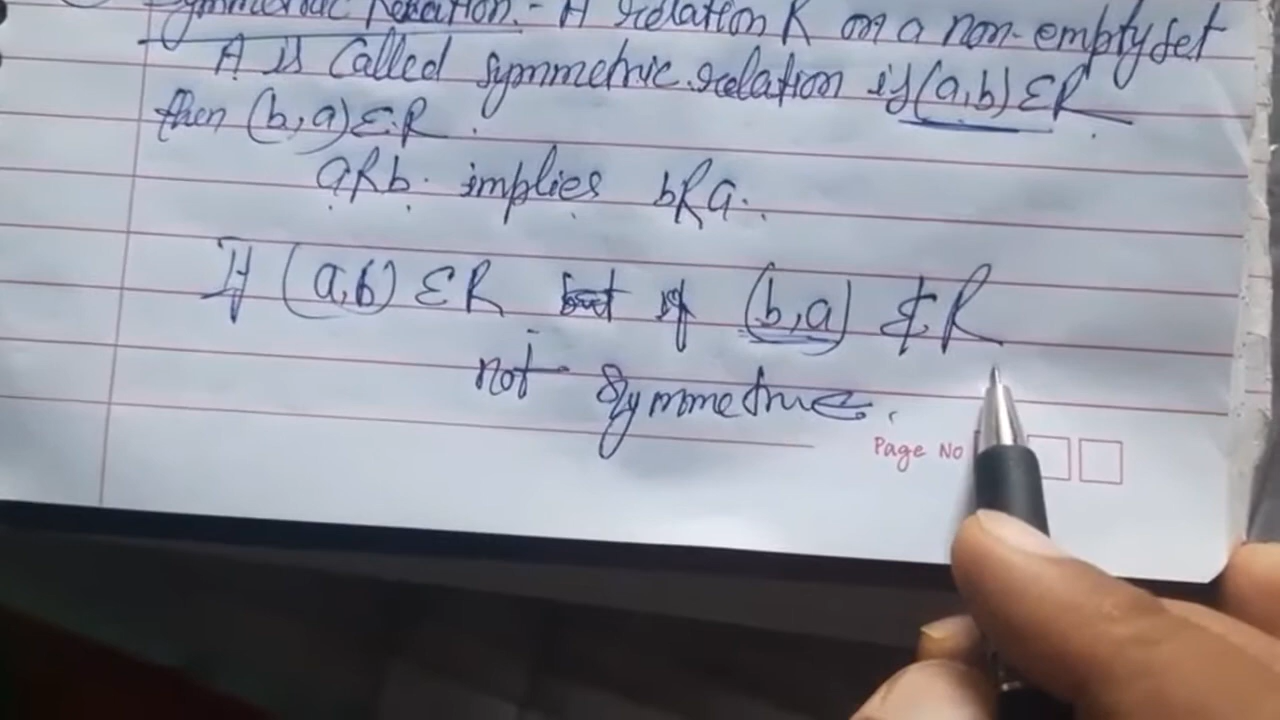 Symmetric Relation:- A relation R on a non-empty set
A is Called Symmetric relation if (a,b) ∈ R
then (b,a) ∈ R.
aRb. implies bRa.
If (a,b) ∈ R but if (b,a) ∉ R
not Symmetric.
Page No